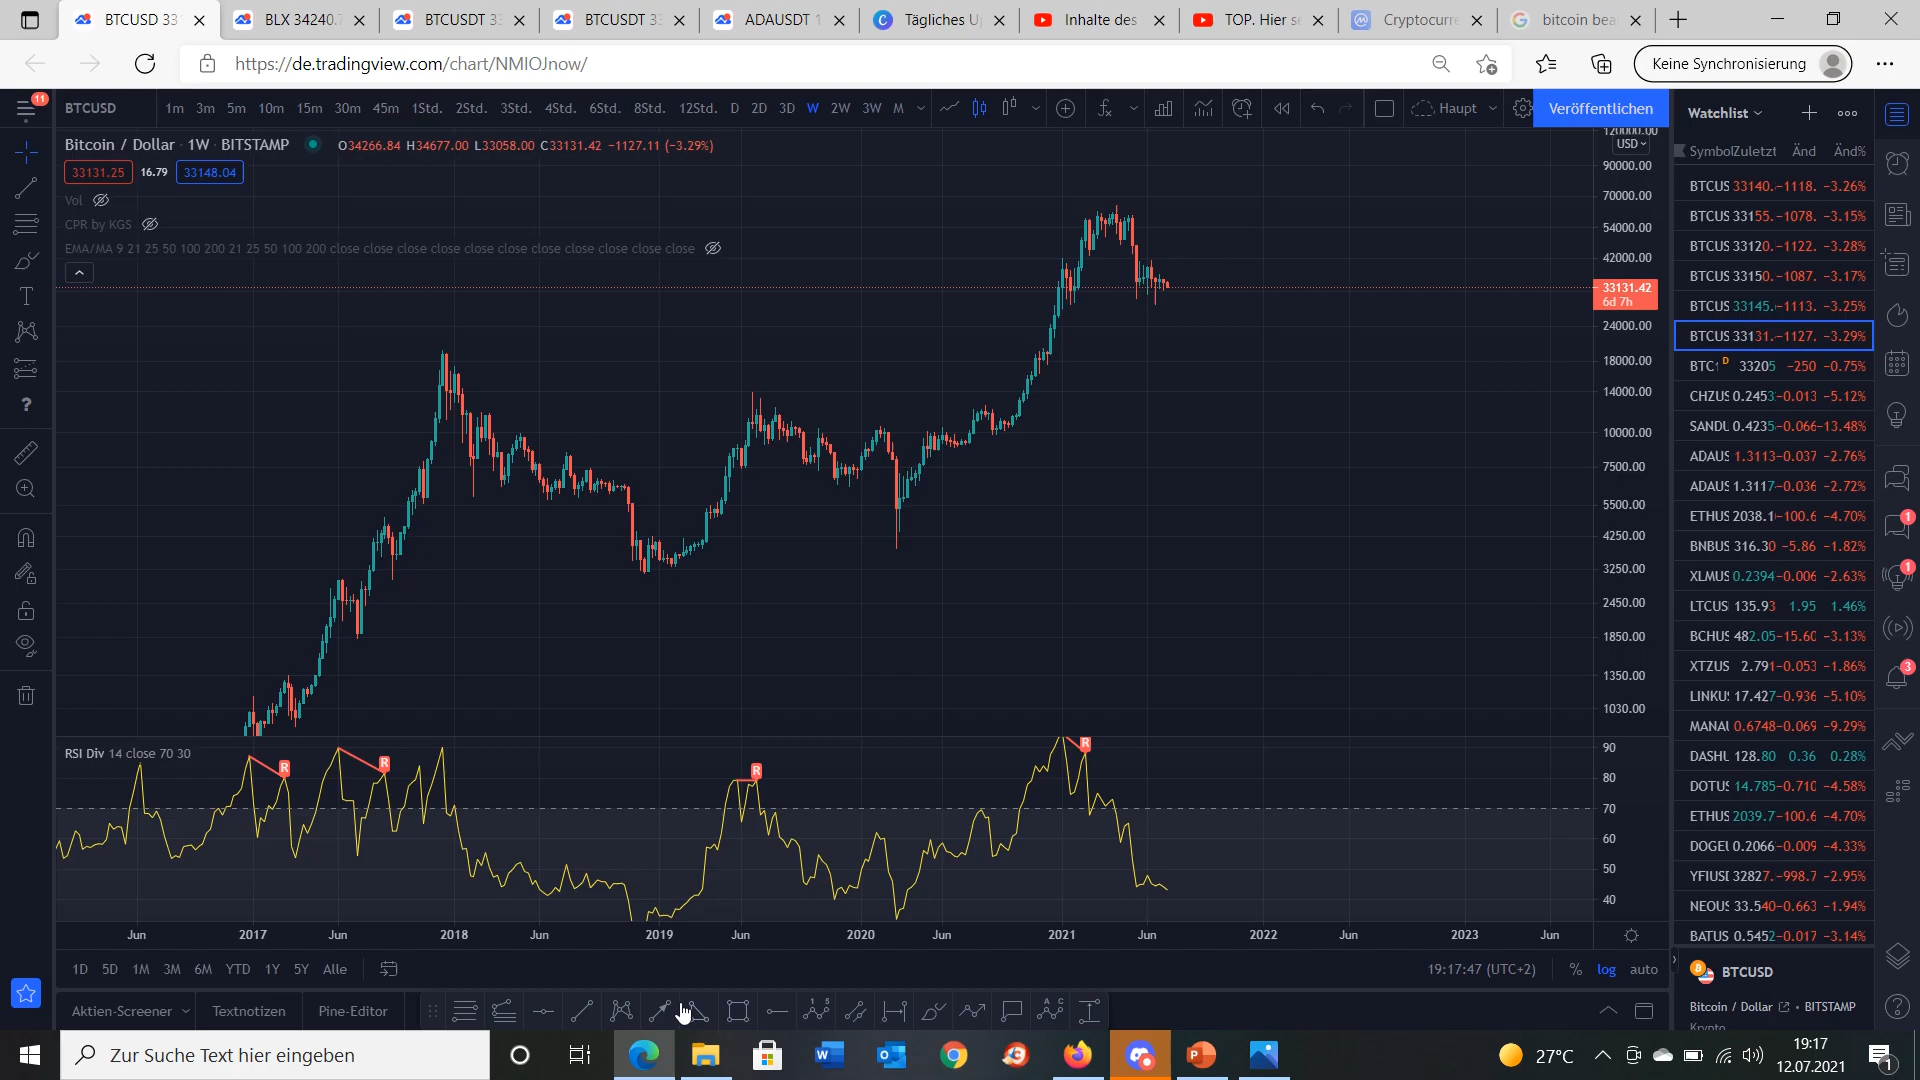 BTCUSD 331
BLX 34240.7
BTCUSDT 33
BTCUSDT 33
ADAUSDT 1
Tägliches U
Inhalte des
TOP. Hier s
Cryptocurre
bitcoin bea
https://de.tradingview.com/chart/NMIOJnow/
Keine Synchronisierung
11
BTCUSD
1m 3m 5m 10m 15m 30m 45m 1Std. 2Std. 3Std. 4Std. 6Std. 8Std. 12Std. D 2D 3D W 2W 3W M
Haupt
Veröffentlichen
Watchlist
Bitcoin / Dollar · 1W · BITSTAMP
O34266.84 H34677.00 L33058.00 C33131.42 −1127.11 (−3.29%)
33131.25 16.79 33148.04
Vol
CPR by KGS
EMA/MA 9 21 25 50 100 200 21 25 50 100 200 close close close close close close close close close close
120000.00
USD
90000.00
70000.00
54000.00
42000.00
33131.42
6d 7h
24000.00
18000.00
14000.00
10000.00
7500.00
5500.00
4250.00
3250.00
2450.00
1850.00
1350.00
1030.00
RSI Div 14 close 70 30
R
R
R
R
90
80
70
60
50
40
Jun 2017 Jun 2018 Jun 2019 Jun 2020 Jun 2021 Jun 2022 Jun 2023 Jun
1D 5D 1M 3M 6M YTD 1Y 5Y Alle
19:17:47 (UTC+2) % log auto
Aktien-Screener Textnotizen Pine-Editor
Symbol Zuletzt Änd Änd%
BTCUS 33140. −1118. −3.26%
BTCUS 33155. −1078. −3.15%
BTCUS 33120. −1122. −3.28%
BTCUS 33150. −1087. −3.17%
BTCUS 33145. −1113. −3.25%
BTCUS 33131. −1127. −3.29%
BTC1 D 33205 −250 −0.75%
CHZUS 0.2453 −0.013 −5.12%
SANDU 0.4235 −0.066 −13.48%
ADAUS 1.3113 −0.037 −2.76%
ADAUS 1.3117 −0.036 −2.72%
ETHUS 2038.1 −100.6 −4.70%
BNBUS 316.30 −5.86 −1.82%
XLMUS 0.2394 −0.006 −2.63%
LTCUS 135.93 1.95 1.46%
BCHUS 482.05 −15.60 −3.13%
XTZUS 2.791 −0.053 −1.86%
LINKU 17.427 −0.936 −5.10%
MANAU 0.6748 −0.069 −9.29%
DASHU 128.80 0.36 0.28%
DOTUS 14.785 −0.710 −4.58%
ETHUS 2039.7 −100.6 −4.70%
DOGEU 0.2066 −0.009 −4.33%
YFIUS 32827. −998.7 −2.95%
NEOUS 33.540 −0.663 −1.94%
BATUS 0.5452 −0.017 −3.14%
BTCUSD
Bitcoin / Dollar • BITSTAMP
Krypto
1
1
3
Zur Suche Text hier eingeben
27°C
19:17
12.07.2021
1